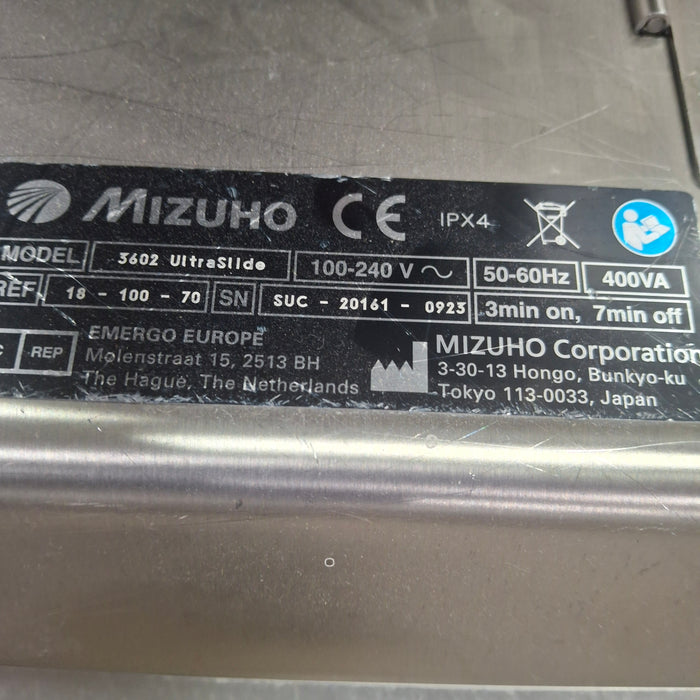 MIZUHO CE IPX4
MODEL 3602 UltraSlide 100-240 V ~ 50-60Hz 400VA
REF 18 - 100 - 70 SN SUC - 20161 - 0923 3min on, 7min off
REP EMERGO EUROPE
Molenstraat 15, 2513 BH
The Hague, The Netherlands
MIZUHO Corporation
3-30-13 Hongo, Bunkyo-ku
Tokyo 113-0033, Japan